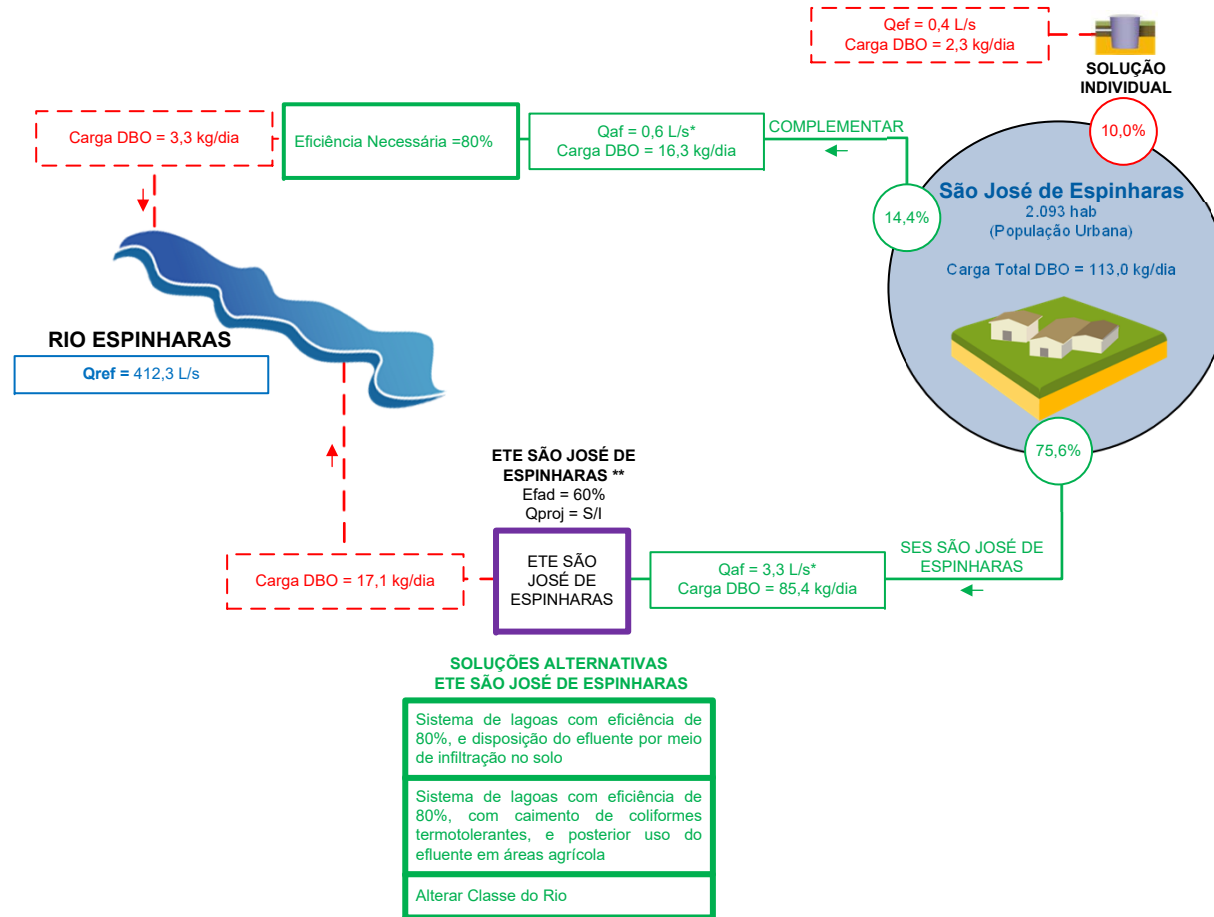 Qef = 0,4 L/s
Carga DBO = 2,3 kg/dia
SOLUÇÃO
INDIVIDUAL
10,0%
Carga DBO = 3,3 kg/dia
Eficiência Necessária =80%
Qaf = 0,6 L/s*
Carga DBO = 16,3 kg/dia
COMPLEMENTAR
14,4%
São José de Espinharas
2.093 hab
(População Urbana)
Carga Total DBO = 113,0 kg/dia
RIO ESPINHARAS
Qref = 412,3 L/s
75,6%
ETE SÃO JOSÉ DE
ESPINHARAS **
Efad = 60%
Qproj = S/I
Carga DBO = 17,1 kg/dia
ETE SÃO
JOSÉ DE
ESPINHARAS
Qaf = 3,3 L/s*
Carga DBO = 85,4 kg/dia
SES SÃO JOSÉ DE
ESPINHARAS
SOLUÇÕES ALTERNATIVAS
ETE SÃO JOSÉ DE ESPINHARAS
Sistema de lagoas com eficiência de
80%, e disposição do efluente por meio
de infiltração no solo
Sistema de lagoas com eficiência de
80%, com caimento de coliformes
termotolerantes, e posterior uso do
efluente em áreas agrícola
Alterar Classe do Rio